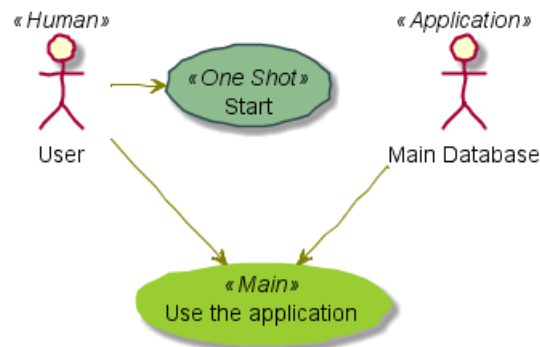 «Human»
«Application»
«One Shot»
Start
User
Main Database
«Main»
Use the application